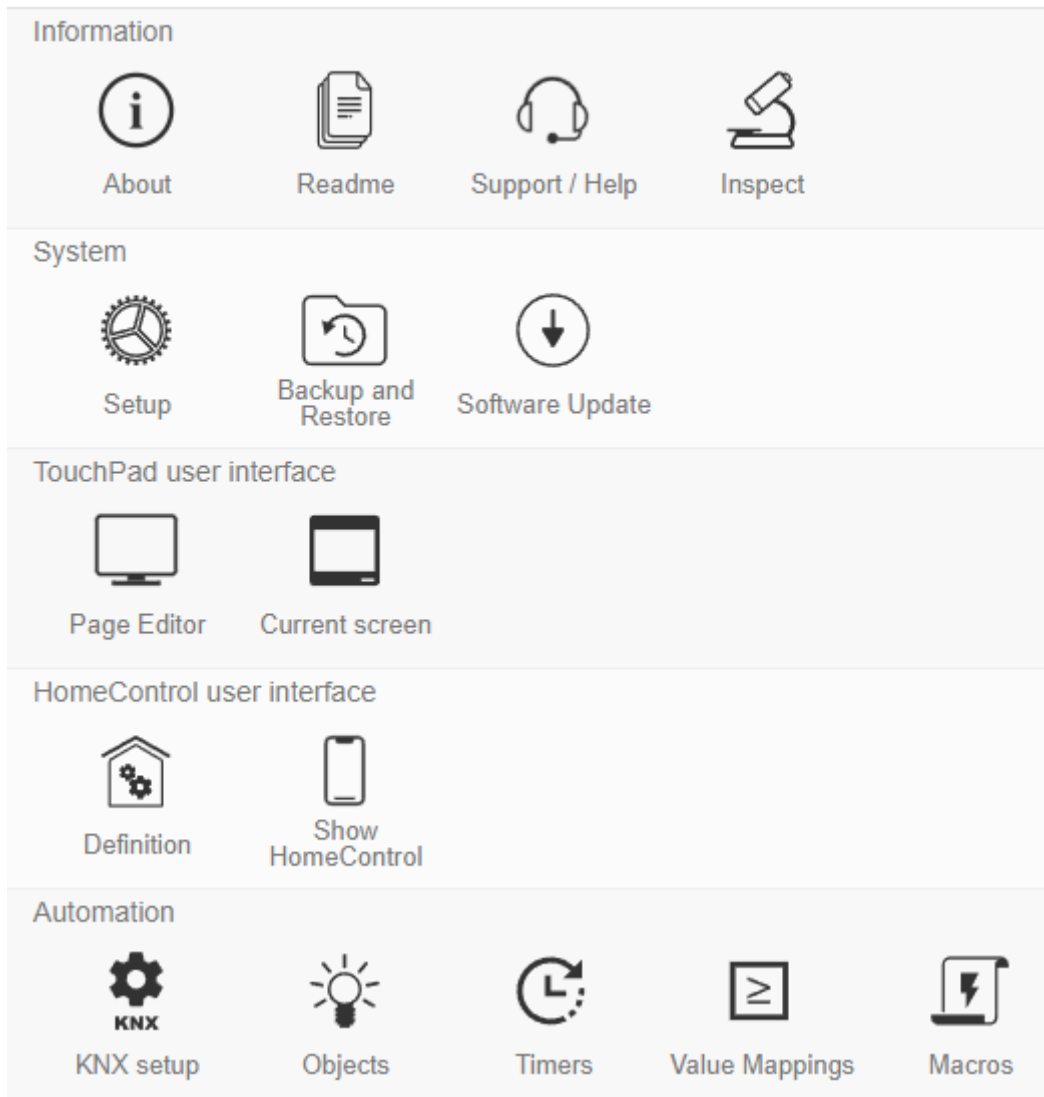 Information
About
Readme
Support / Help
Inspect
System
Setup
Backup and
Restore
Software Update
TouchPad user interface
Page Editor
Current screen
HomeControl user interface
Definition
Show
HomeControl
Automation
KNX
KNX setup
Objects
Timers
≥
Value Mappings
Macros